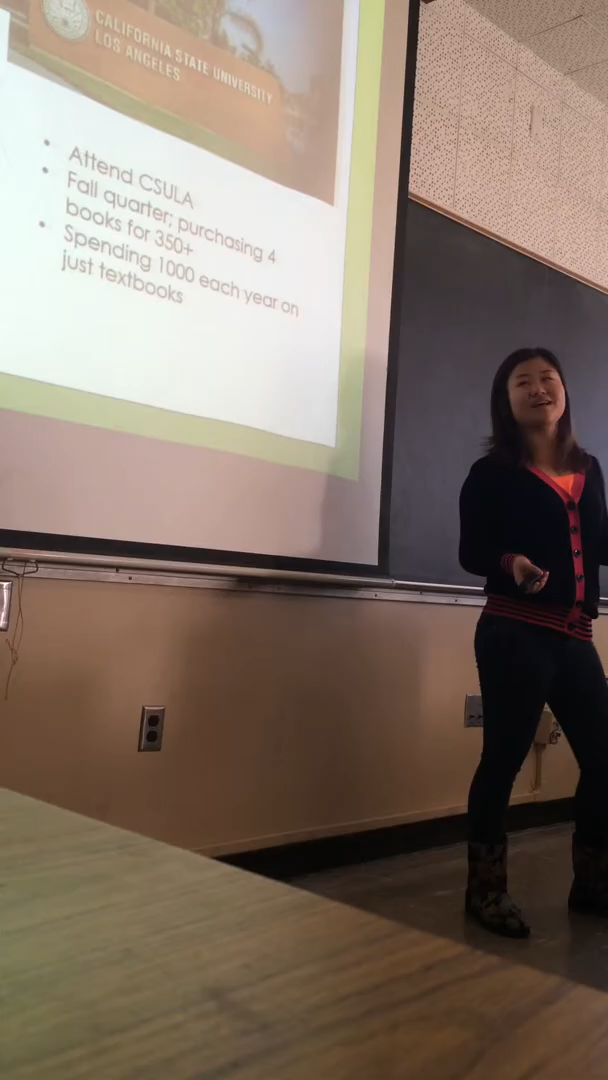 CALIFORNIA STATE UNIVERSITY
LOS ANGELES
• Attend CSULA
• Fall quarter; purchasing 4
books for 350+
• Spending 1000 each year on
just textbooks